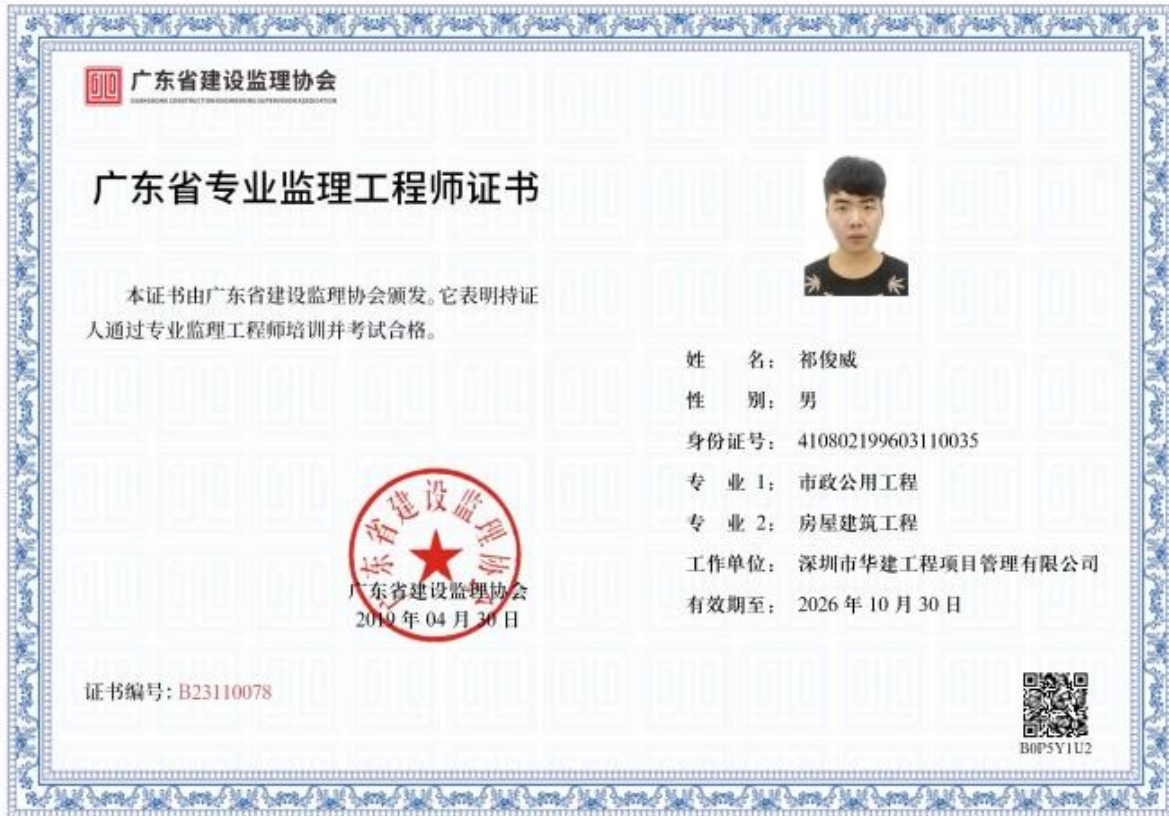 广东省建设监理协会
GUANGDONG CONSTRUCTION ENGINEERING SUPERVISION ASSOCIATION
广东省专业监理工程师证书
本证书由广东省建设监理协会颁发。它表明持证
人通过专业监理工程师培训并考试合格。
姓 名： 祁俊威
性 别： 男
身份证号： 410802199603110035
专 业 1： 市政公用工程
专 业 2： 房屋建筑工程
工作单位： 深圳市华建工程项目管理有限公司
有效期至： 2026 年 10 月 30 日
广东省建设监理协会
广东省建设监理协会
2019 年 04 月 30 日
证书编号：B23110078
B0P5Y1U2